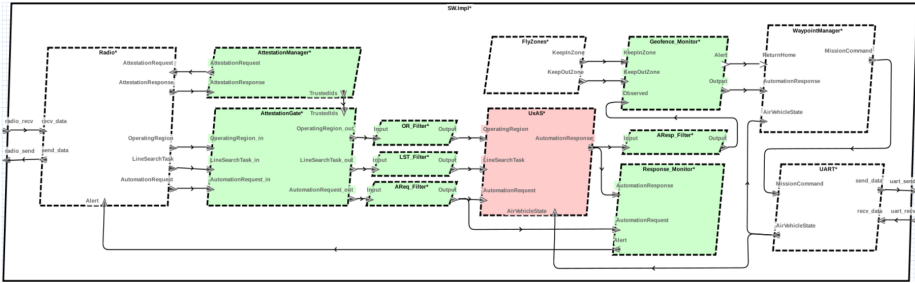 SW.Impl*
Radio*
AttestationRequest
AttestationResponse
radio_recv
recv_data
radio_send
send_data
OperatingRegion
LineSearchTask
AutomationRequest
Alert
AttestationManager*
AttestationRequest
AttestationResponse
TrustedIds
AttestationGate*
TrustedIds
OperatingRegion_in
OperatingRegion_out
LineSearchTask_in
LineSearchTask_out
AutomationRequest_in
AutomationRequest_out
OR_Filter*
Input
Output
LST_Filter*
Input
Output
AReq_Filter*
Input
Output
UxAS*
OperatingRegion
AutomationResponse
LineSearchTask
AutomationRequest
AirVehicleState
FlyZones*
KeepInZone
KeepOutZone
Geofence_Monitor*
KeepInZone
Alert
KeepOutZone
Output
Observed
AResp_Filter*
Input
Output
Response_Monitor*
AutomationResponse
AutomationRequest
Alert
WaypointManager*
MissionCommand
ReturnHome
AutomationResponse
AirVehicleState
UART*
MissionCommand
send_data
uart_send
recv_data
uart_recv
AirVehicleState